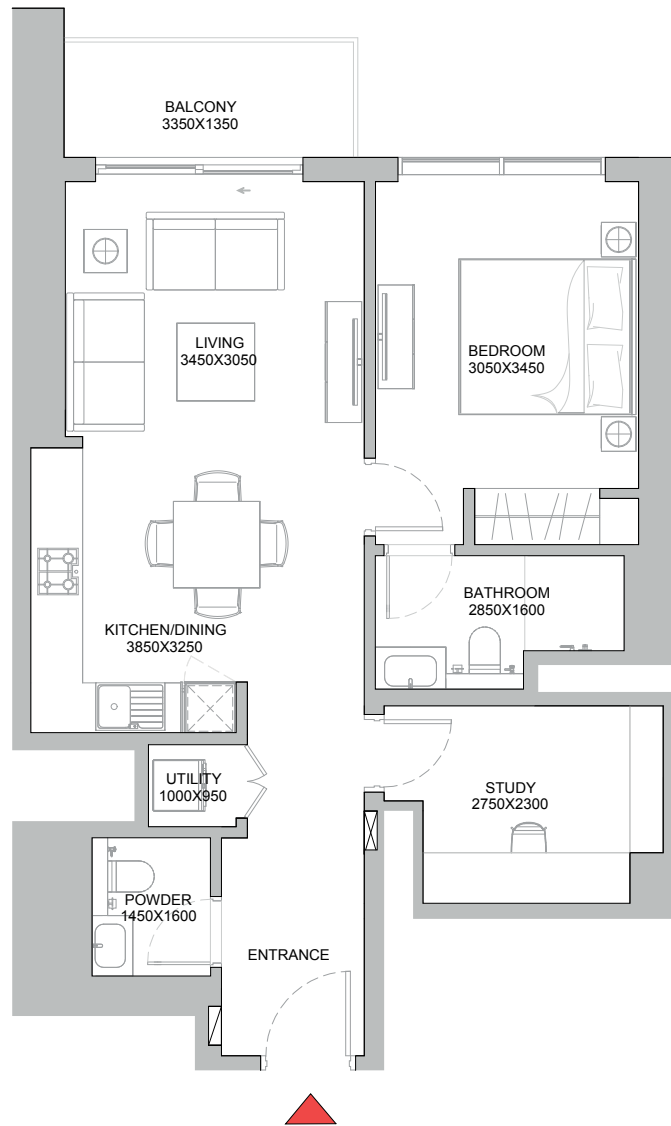 BALCONY
3350X1350
LIVING
3450X3050
BEDROOM
3050X3450
BATHROOM
2850X1600
KITCHEN/DINING
3850X3250
UTILITY
1000X950
STUDY
2750X2300
POWDER
1450X1600
ENTRANCE